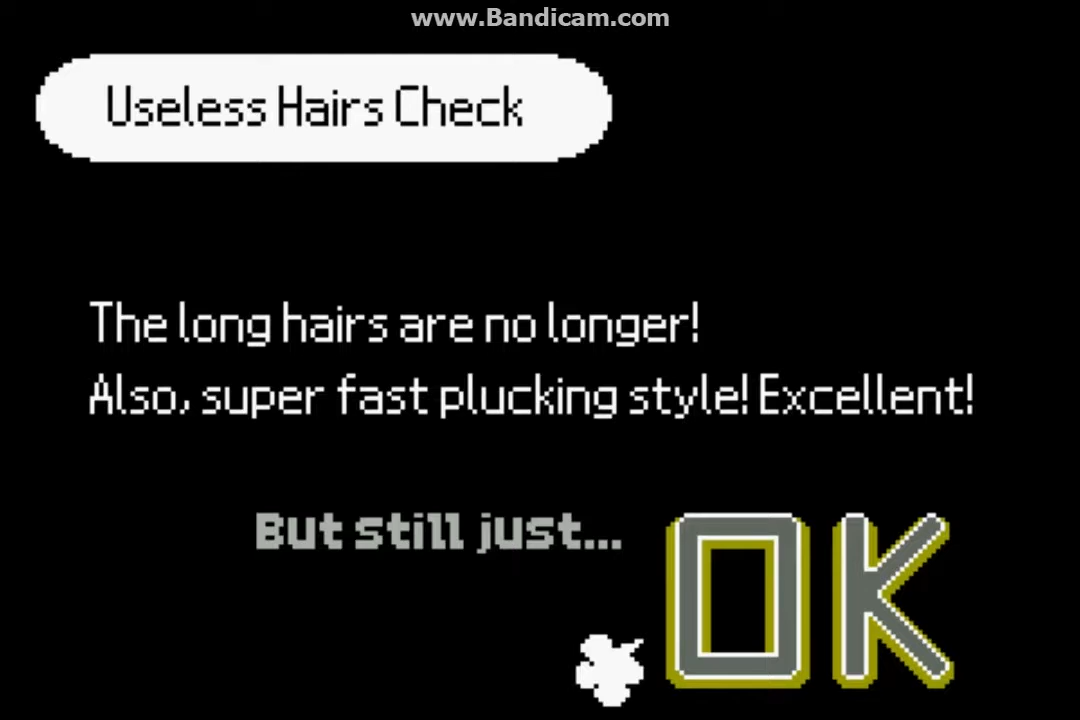 www.Bandicam.com
Useless Hairs Check
The long hairs are no longer!
Also, super fast plucking style! Excellent!
But still just...
OK